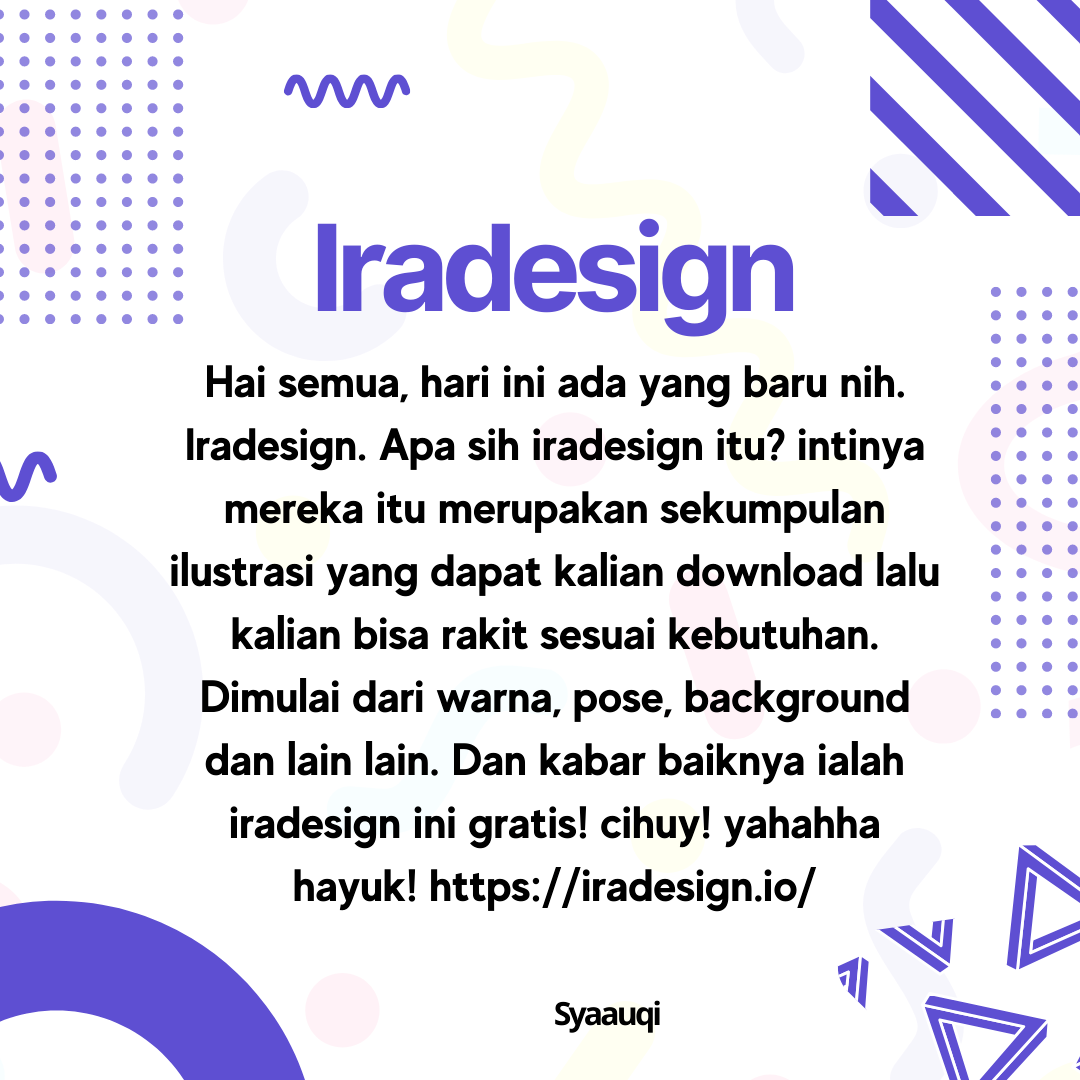 Iradesign
Hai semua, hari ini ada yang baru nih.
Iradesign. Apa sih iradesign itu? intinya
mereka itu merupakan sekumpulan
ilustrasi yang dapat kalian download lalu
kalian bisa rakit sesuai kebutuhan.
Dimulai dari warna, pose, background
dan lain lain. Dan kabar baiknya ialah
iradesign ini gratis! cihuy! yahahha
hayuk! https://iradesign.io/
Syaauqi